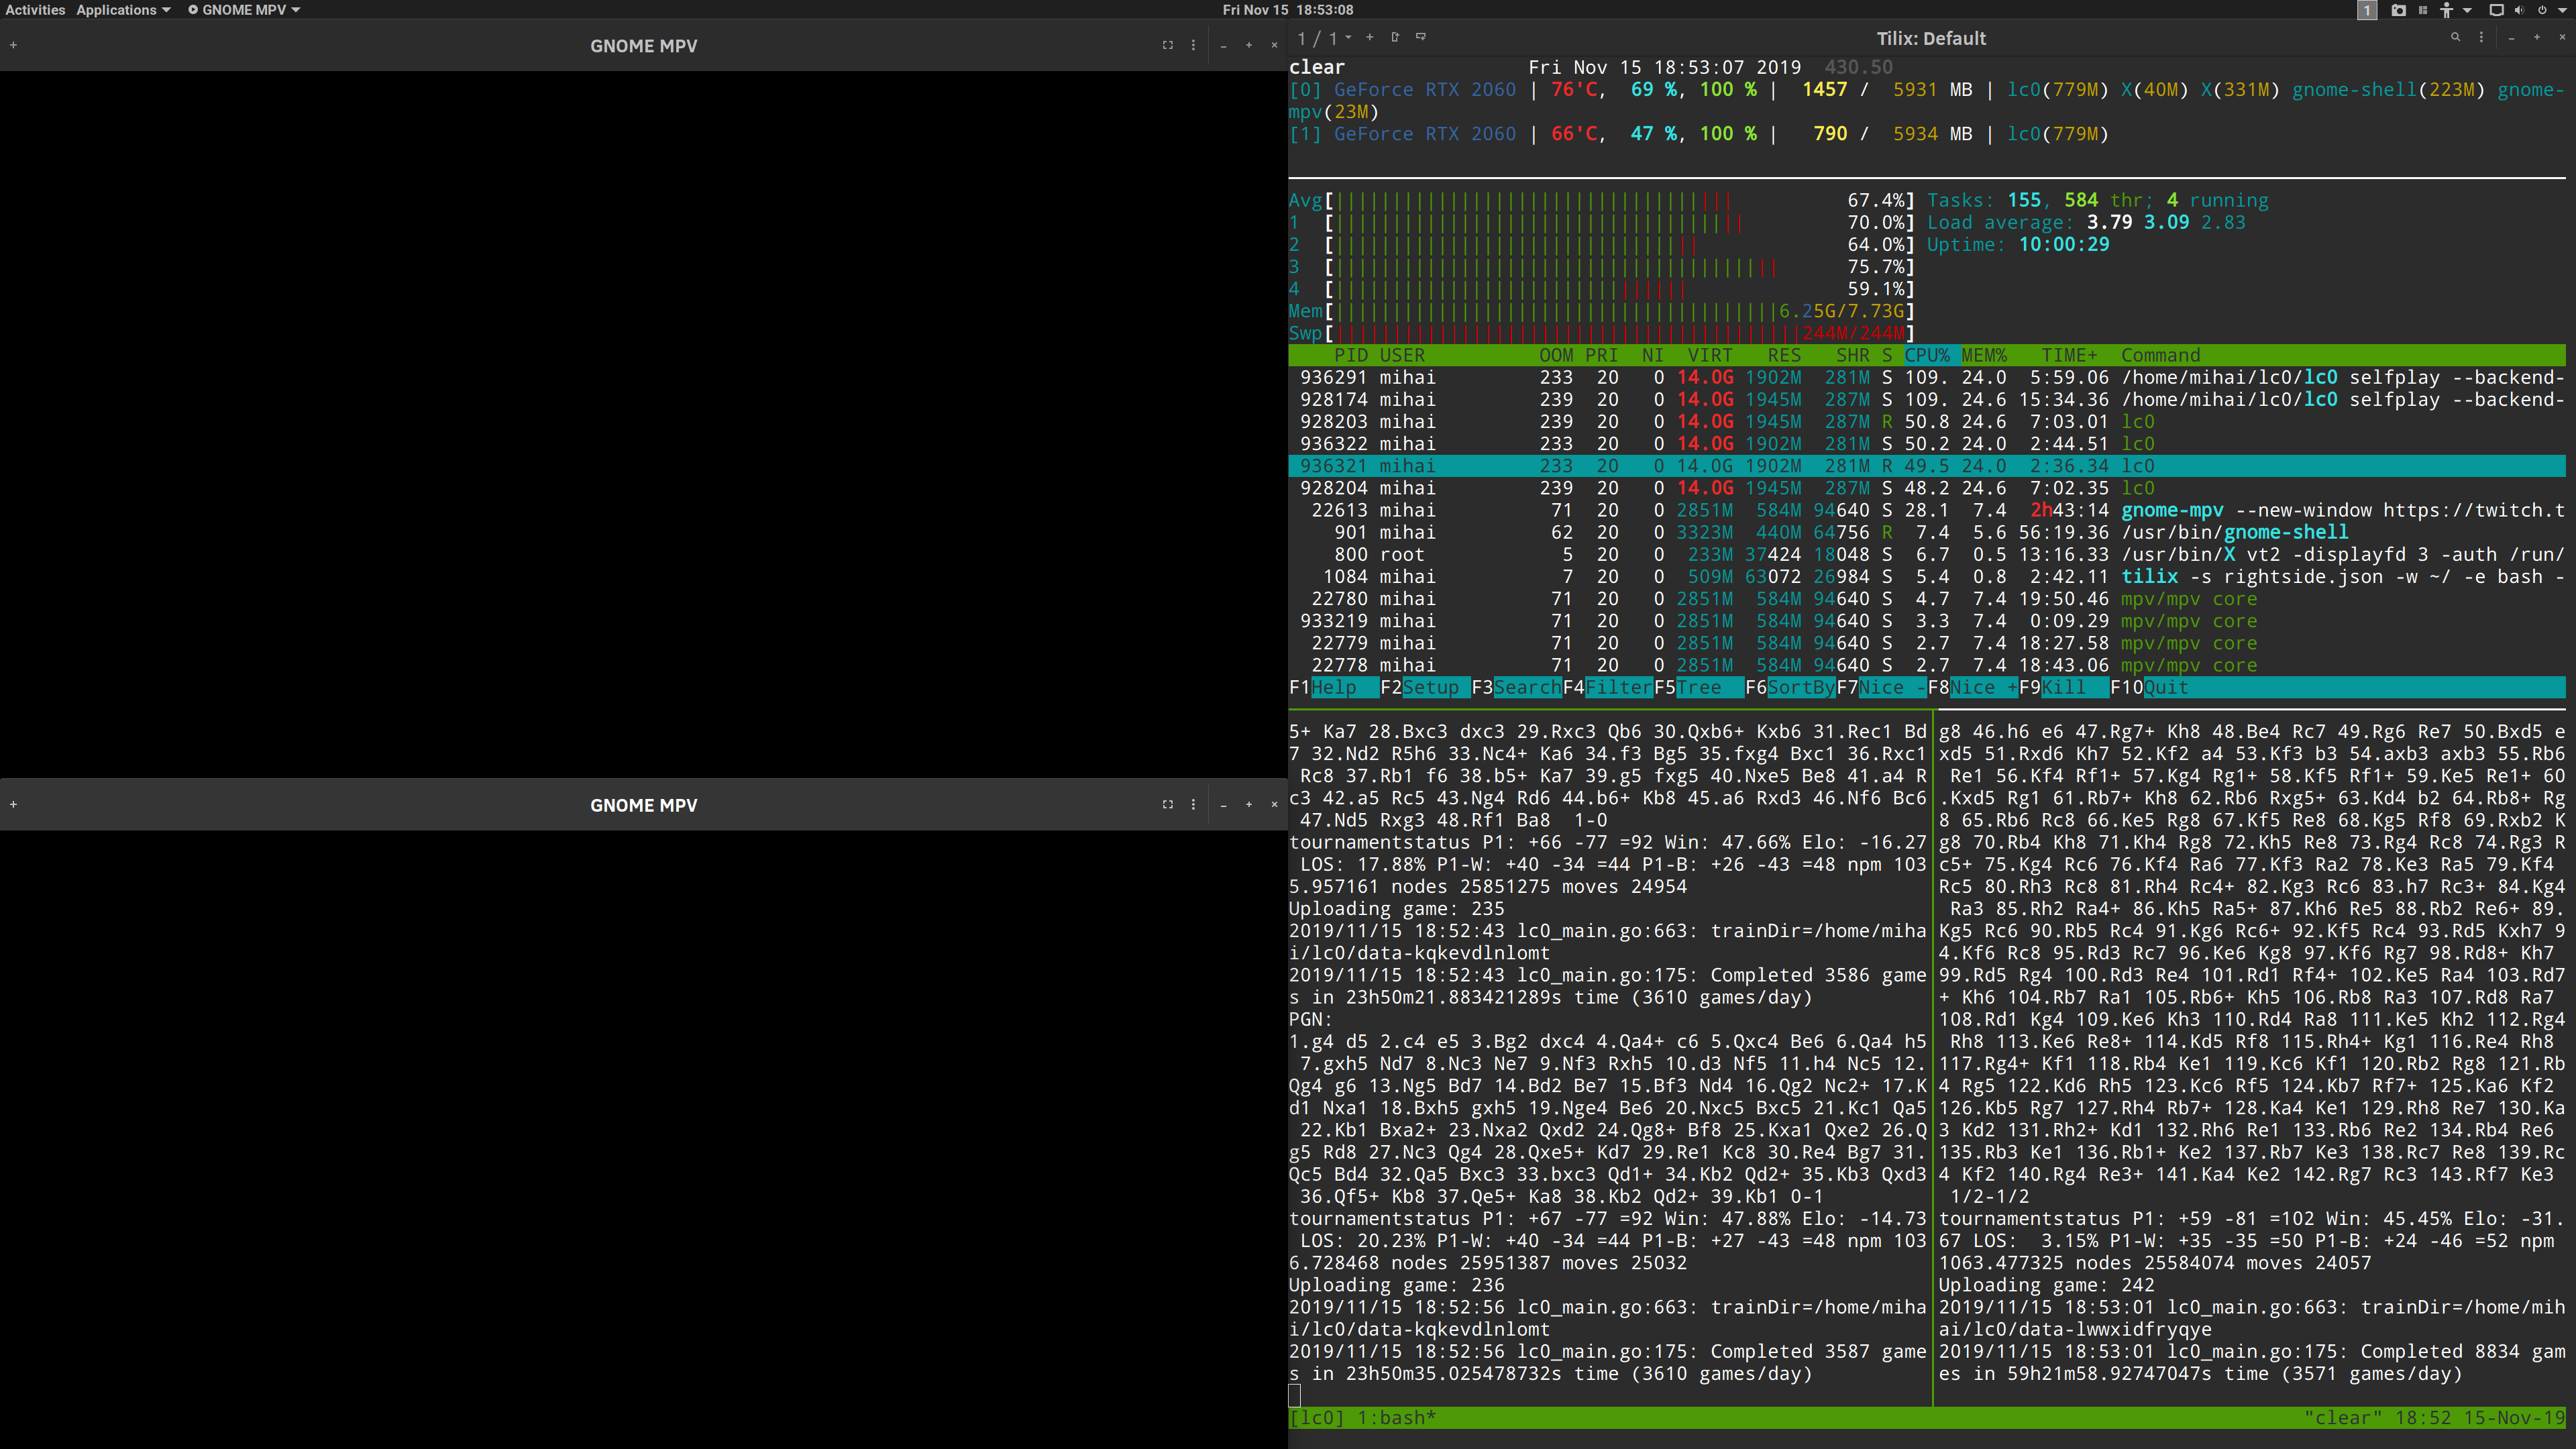 Activities Applications GNOME MPV Fri Nov 15 18:53:08 1
GNOME MPV
GNOME MPV
1 / 1 Tilix: Default
clear Fri Nov 15 18:53:07 2019 430.50
[0] GeForce RTX 2060 | 76'C, 69 %, 100 % | 1457 / 5931 MB | lc0(779M) X(40M) X(331M) gnome-shell(223M) gnome-
mpv(23M)
[1] GeForce RTX 2060 | 66'C, 47 %, 100 % | 790 / 5934 MB | lc0(779M)
Avg[ 67.4%] Tasks: 155, 584 thr; 4 running
1 [ 70.0%] Load average: 3.79 3.09 2.83
2 [ 64.0%] Uptime: 10:00:29
3 [ 75.7%]
4 [ 59.1%]
Mem[ 6.25G/7.73G]
Swp[ 244M/244M]
PID USER OOM PRI NI VIRT RES SHR S CPU% MEM% TIME+ Command
936291 mihai 233 20 0 14.0G 1902M 281M S 109. 24.0 5:59.06 /home/mihai/lc0/lc0 selfplay --backend-
928174 mihai 239 20 0 14.0G 1945M 287M S 109. 24.6 15:34.36 /home/mihai/lc0/lc0 selfplay --backend-
928203 mihai 239 20 0 14.0G 1945M 287M R 50.8 24.6 7:03.01 lc0
936322 mihai 233 20 0 14.0G 1902M 281M S 50.2 24.0 2:44.51 lc0
936321 mihai 233 20 0 14.0G 1902M 281M R 49.5 24.0 2:36.34 lc0
928204 mihai 239 20 0 14.0G 1945M 287M S 48.2 24.6 7:02.35 lc0
22613 mihai 71 20 0 2851M 584M 94640 S 28.1 7.4 2h43:14 gnome-mpv --new-window https://twitch.t
901 mihai 62 20 0 3323M 440M 64756 R 7.4 5.6 56:19.36 /usr/bin/gnome-shell
800 root 5 20 0 233M 37424 18048 S 6.7 0.5 13:16.33 /usr/bin/X vt2 -displayfd 3 -auth /run/
1084 mihai 7 20 0 509M 63072 26984 S 5.4 0.8 2:42.11 tilix -s rightside.json -w ~/ -e bash -
22780 mihai 71 20 0 2851M 584M 94640 S 4.7 7.4 19:50.46 mpv/mpv core
933219 mihai 71 20 0 2851M 584M 94640 S 3.3 7.4 0:09.29 mpv/mpv core
22779 mihai 71 20 0 2851M 584M 94640 S 2.7 7.4 18:27.58 mpv/mpv core
22778 mihai 71 20 0 2851M 584M 94640 S 2.7 7.4 18:43.06 mpv/mpv core
F1Help F2Setup F3SearchF4FilterF5Tree F6SortByF7Nice -F8Nice +F9Kill F10Quit
5+ Ka7 28.Bxc3 dxc3 29.Rxc3 Qb6 30.Qxb6+ Kxb6 31.Rec1 Bd
7 32.Nd2 R5h6 33.Nc4+ Ka6 34.f3 Bg5 35.fxg4 Bxc1 36.Rxc1
Rc8 37.Rb1 f6 38.b5+ Ka7 39.g5 fxg5 40.Nxe5 Be8 41.a4 R
c3 42.a5 Rc5 43.Ng4 Rd6 44.b6+ Kb8 45.a6 Rxd3 46.Nf6 Bc6
47.Nd5 Rxg3 48.Rf1 Ba8 1-0
tournamentstatus P1: +66 -77 =92 Win: 47.66% Elo: -16.27
LOS: 17.88% P1-W: +40 -34 =44 P1-B: +26 -43 =48 npm 103
5.957161 nodes 25851275 moves 24954
Uploading game: 235
2019/11/15 18:52:43 lc0_main.go:663: trainDir=/home/miha
i/lc0/data-kqkevdlnlomt
2019/11/15 18:52:43 lc0_main.go:175: Completed 3586 game
s in 23h50m21.883421289s time (3610 games/day)
PGN:
1.g4 d5 2.c4 e5 3.Bg2 dxc4 4.Qa4+ c6 5.Qxc4 Be6 6.Qa4 h5
7.gxh5 Nd7 8.Nc3 Ne7 9.Nf3 Rxh5 10.d3 Nf5 11.h4 Nc5 12.
Qg4 g6 13.Ng5 Bd7 14.Bd2 Be7 15.Bf3 Nd4 16.Qg2 Nc2+ 17.K
d1 Nxa1 18.Bxh5 gxh5 19.Nge4 Be6 20.Nxc5 Bxc5 21.Kc1 Qa5
22.Kb1 Bxa2+ 23.Nxa2 Qxd2 24.Qg8+ Bf8 25.Kxa1 Qxe2 26.Q
g5 Rd8 27.Nc3 Qg4 28.Qxe5+ Kd7 29.Re1 Kc8 30.Re4 Bg7 31.
Qc5 Bd4 32.Qa5 Bxc3 33.bxc3 Qd1+ 34.Kb2 Qd2+ 35.Kb3 Qxd3
36.Qf5+ Kb8 37.Qe5+ Ka8 38.Kb2 Qd2+ 39.Kb1 0-1
tournamentstatus P1: +67 -77 =92 Win: 47.88% Elo: -14.73
LOS: 20.23% P1-W: +40 -34 =44 P1-B: +27 -43 =48 npm 103
6.728468 nodes 25951387 moves 25032
Uploading game: 236
2019/11/15 18:52:56 lc0_main.go:663: trainDir=/home/miha
i/lc0/data-kqkevdlnlomt
2019/11/15 18:52:56 lc0_main.go:175: Completed 3587 game
s in 23h50m35.025478732s time (3610 games/day)
g8 46.h6 e6 47.Rg7+ Kh8 48.Be4 Rc7 49.Rg6 Re7 50.Bxd5 e
xd5 51.Rxd6 Kh7 52.Kf2 a4 53.Kf3 b3 54.axb3 axb3 55.Rb6
Re1 56.Kf4 Rf1+ 57.Kg4 Rg1+ 58.Kf5 Rf1+ 59.Ke5 Re1+ 60
.Kxd5 Rg1 61.Rb7+ Kh8 62.Rb6 Rxg5+ 63.Kd4 b2 64.Rb8+ Rg
8 65.Rb6 Rc8 66.Ke5 Rg8 67.Kf5 Re8 68.Kg5 Rf8 69.Rxb2 K
g8 70.Rb4 Kh8 71.Kh4 Rg8 72.Kh5 Re8 73.Rg4 Rc8 74.Rg3 R
c5+ 75.Kg4 Rc6 76.Kf4 Ra6 77.Kf3 Ra2 78.Ke3 Ra5 79.Kf4
Rc5 80.Rh3 Rc8 81.Rh4 Rc4+ 82.Kg3 Rc6 83.h7 Rc3+ 84.Kg4
Ra3 85.Rh2 Ra4+ 86.Kh5 Ra5+ 87.Kh6 Re5 88.Rb2 Re6+ 89.
Kg5 Rc6 90.Rb5 Rc4 91.Kg6 Rc6+ 92.Kf5 Rc4 93.Rd5 Kxh7 9
4.Kf6 Rc8 95.Rd3 Rc7 96.Ke6 Kg8 97.Kf6 Rg7 98.Rd8+ Kh7
99.Rd5 Rg4 100.Rd3 Re4 101.Rd1 Rf4+ 102.Ke5 Ra4 103.Rd7
+ Kh6 104.Rb7 Ra1 105.Rb6+ Kh5 106.Rb8 Ra3 107.Rd8 Ra7
108.Rd1 Kg4 109.Ke6 Kh3 110.Rd4 Ra8 111.Ke5 Kh2 112.Rg4
Rh8 113.Ke6 Re8+ 114.Kd5 Rf8 115.Rh4+ Kg1 116.Re4 Rh8
117.Rg4+ Kf1 118.Rb4 Ke1 119.Kc6 Kf1 120.Rb2 Rg8 121.Rb
4 Rg5 122.Kd6 Rh5 123.Kc6 Rf5 124.Kb7 Rf7+ 125.Ka6 Kf2
126.Kb5 Rg7 127.Rh4 Rb7+ 128.Ka4 Ke1 129.Rh8 Re7 130.Ka
3 Kd2 131.Rh2+ Kd1 132.Rh6 Re1 133.Rb6 Re2 134.Rb4 Re6
135.Rb3 Ke1 136.Rb1+ Ke2 137.Rb7 Ke3 138.Rc7 Re8 139.Rc
4 Kf2 140.Rg4 Re3+ 141.Ka4 Ke2 142.Rg7 Rc3 143.Rf7 Ke3
1/2-1/2
tournamentstatus P1: +59 -81 =102 Win: 45.45% Elo: -31.
67 LOS: 3.15% P1-W: +35 -35 =50 P1-B: +24 -46 =52 npm
1063.477325 nodes 25584074 moves 24057
Uploading game: 242
2019/11/15 18:53:01 lc0_main.go:663: trainDir=/home/mih
ai/lc0/data-lwwxidfryqye
2019/11/15 18:53:01 lc0_main.go:175: Completed 8834 gam
es in 59h21m58.92747047s time (3571 games/day)
[lc0] 1:bash* "clear" 18:52 15-Nov-19